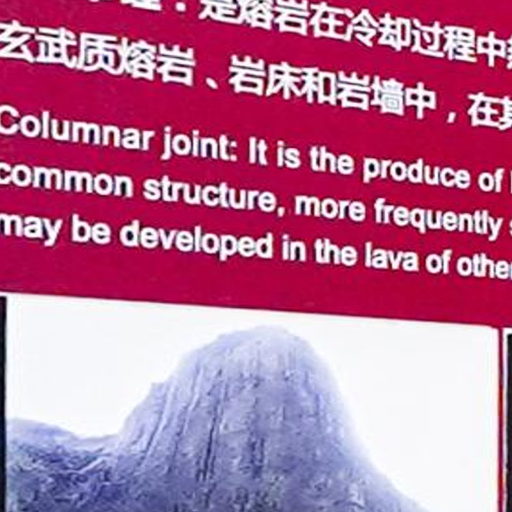 ：是熔岩在冷却过程中
玄武质熔岩、岩床和岩墙中，在
Columnar joint: It is the produce of
common structure, more frequently
may be developed in the lava of othe